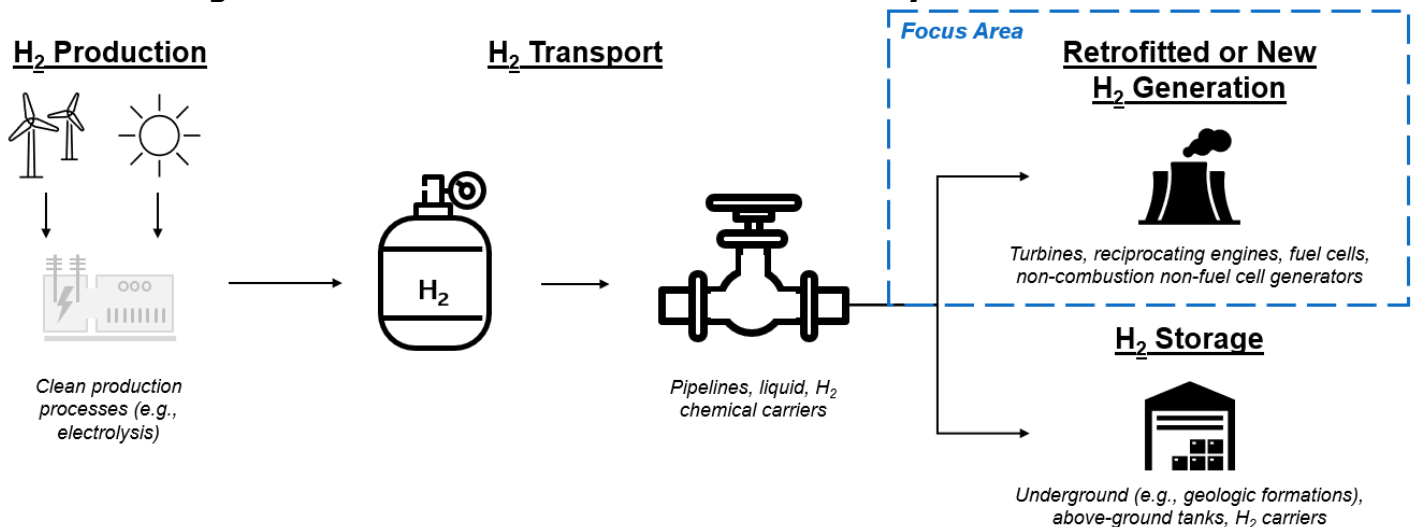 H₂ Production
H₂ Transport
Focus Area
Retrofitted or New
H₂ Generation
H₂
Turbines, reciprocating engines, fuel cells,
non-combustion non-fuel cell generators
H₂ Storage
Clean production
processes (e.g.,
electrolysis)
Pipelines, liquid, H₂
chemical carriers
Underground (e.g., geologic formations),
above-ground tanks, H₂ carriers